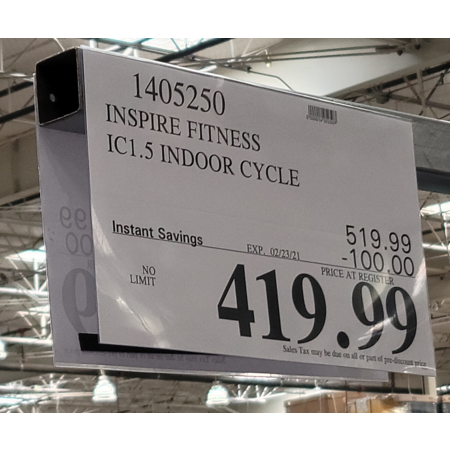 1405250
INSPIRE FITNESS
IC1.5 INDOOR CYCLE
Instant Savings
EXP. 02/23/21
519.99
-100.00
NO
LIMIT
PRICE AT REGISTER
419.99
Sales Tax may be due on all or part of pre-discount price